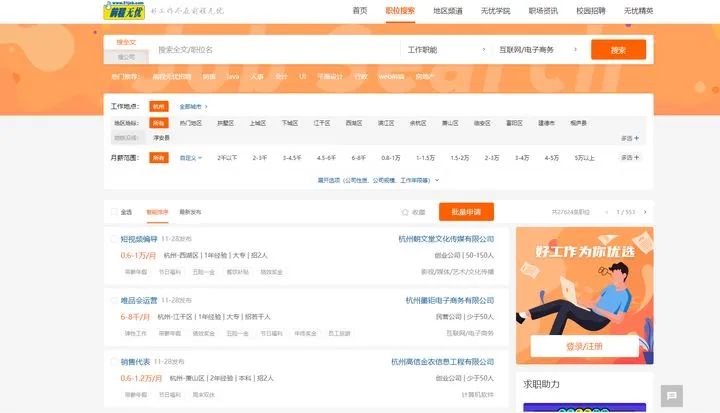 www.51job.com
前程无忧
好工作尽在前程无忧
首页 职位搜索 地区频道 无忧学院 职场资讯 校园招聘 无忧精英
搜全文
搜公司
搜索全文/职位名 工作职能 互联网/电子商务 搜索
热门推荐: 前程无忧招聘 销售 java 人事 会计 UI 平面设计 行政 web前端 房地产
Job Search
工作地点: 杭州 全部城市
地区地标: 所有 热门地区 拱墅区 上城区 下城区 江干区 西湖区 滨江区 余杭区 萧山区 临安区 富阳区 建德市 桐庐县
地铁沿线: 淳安县 多选 +
月薪范围: 所有 自定义 2千以下 2-3千 3-4.5千 4.5-6千 6-8千 0.8-1万 1-1.5万 1.5-2万 2-3万 3-4万 4-5万 5万以上 多选 +
展开选项(公司性质、公司规模、工作年限等)
全选 智能排序 最新发布 收藏 批量申请 共27624条职位 1 / 553
短视频编导 11-28发布 杭州朝文堂文化传媒有限公司
0.6-1万/月 杭州-西湖区 | 1年经验 | 大专 | 招2人 创业公司 | 50-150人
带薪年假 节日福利 五险一金 餐饮补贴 绩效奖金 影视/媒体/艺术/文化传播
唯品会运营 11-28发布 杭州墨钜电子商务有限公司
6-8千/月 杭州-江干区 | 1年经验 | 大专 | 招若干人 民营公司 | 少于50人
弹性工作 带薪年假 绩效奖金 五险一金 节日福利 年终奖金 员工旅游 互联网/电子商务
销售代表 11-28发布 杭州高信金农信息工程有限公司
0.6-1.2万/月 杭州-萧山区 | 2年经验 | 本科 | 招2人 创业公司 | 少于50人
节日福利 周末双休 计算机软件
好工作为你优选
登录/注册
求职助力